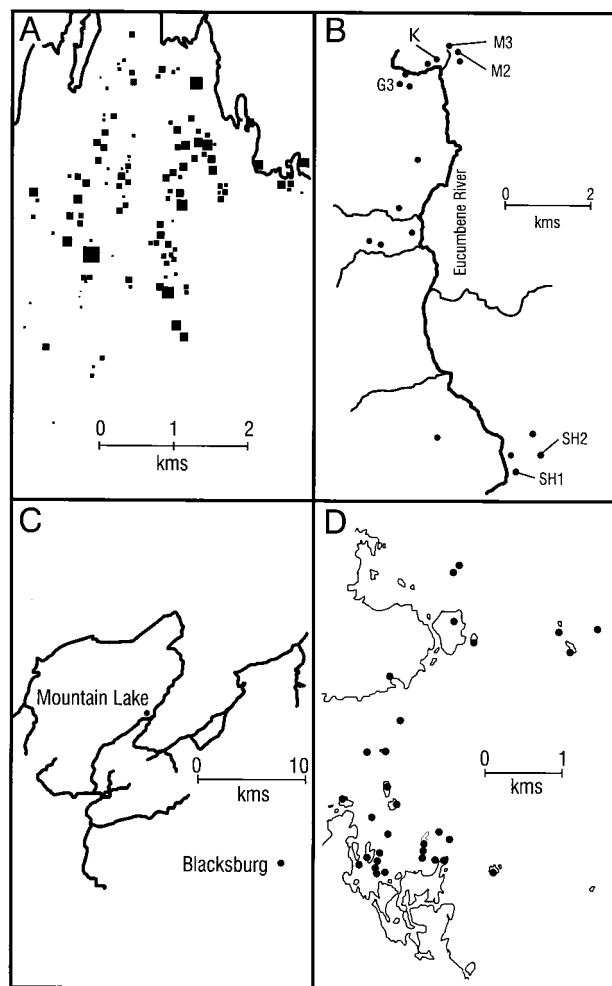 A
0 1 2
kms
B
K
M3
M2
G3
Eucumbene River
0 2
kms
SH2
SH1
C
Mountain Lake
0 10
kms
Blacksburg
D
0 1
kms